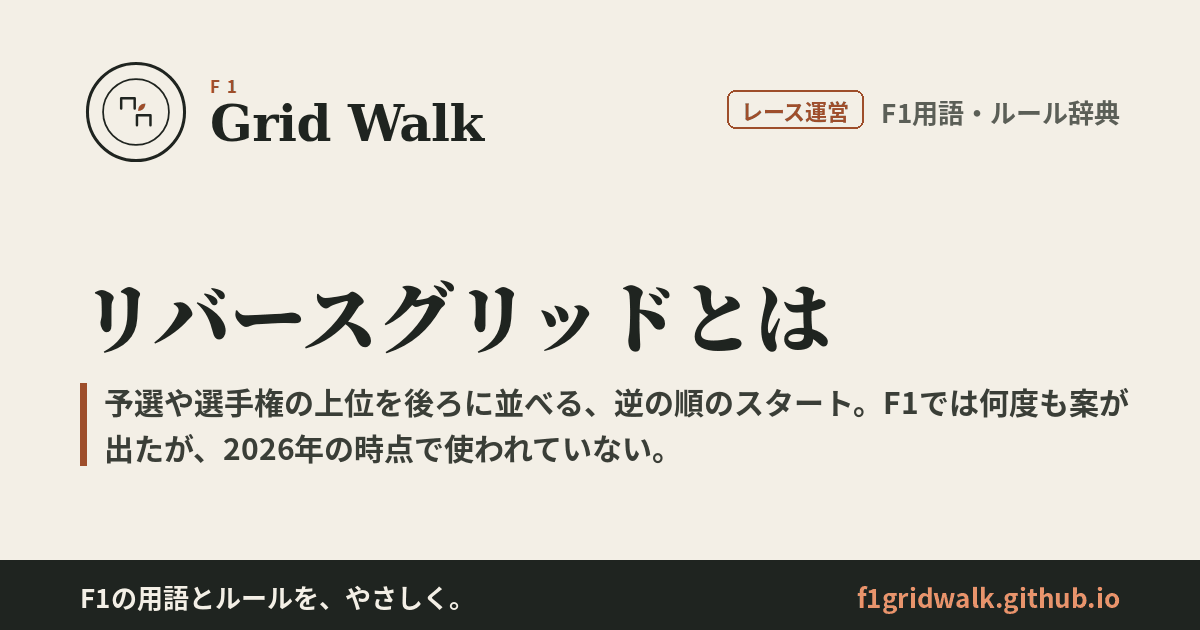 F1
Grid Walk
レース運営
F1用語・ルール辞典
リバースグリッドとは
予選や選手権の上位を後ろに並べる、逆の順のスタート。F1では何度も案が
出たが、2026年の時点で使われていない。
F1の用語とルールを、やさしく。
f1gridwalk.github.io